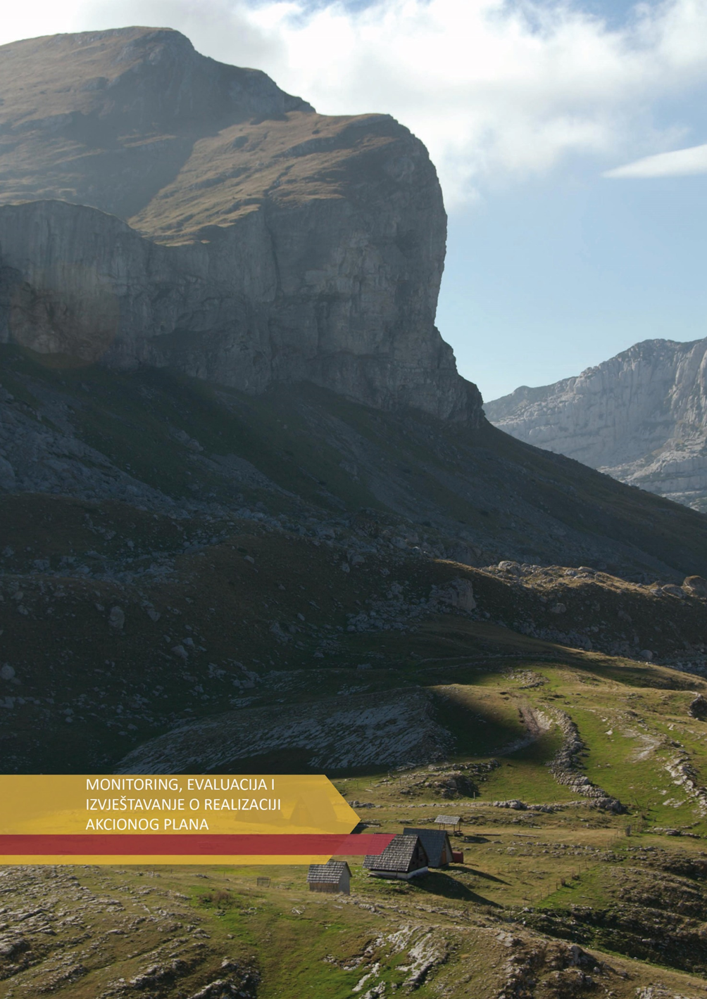 MONITORING, EVALUACIJA I
IZVJEŠTAVANJE O REALIZACIJI
AKCIONOG PLANA